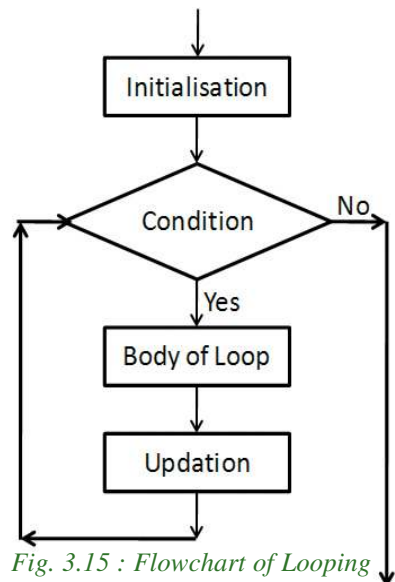 Initialisation
Condition
No
Yes
Body of Loop
Updation
Fig. 3.15 : Flowchart of Looping